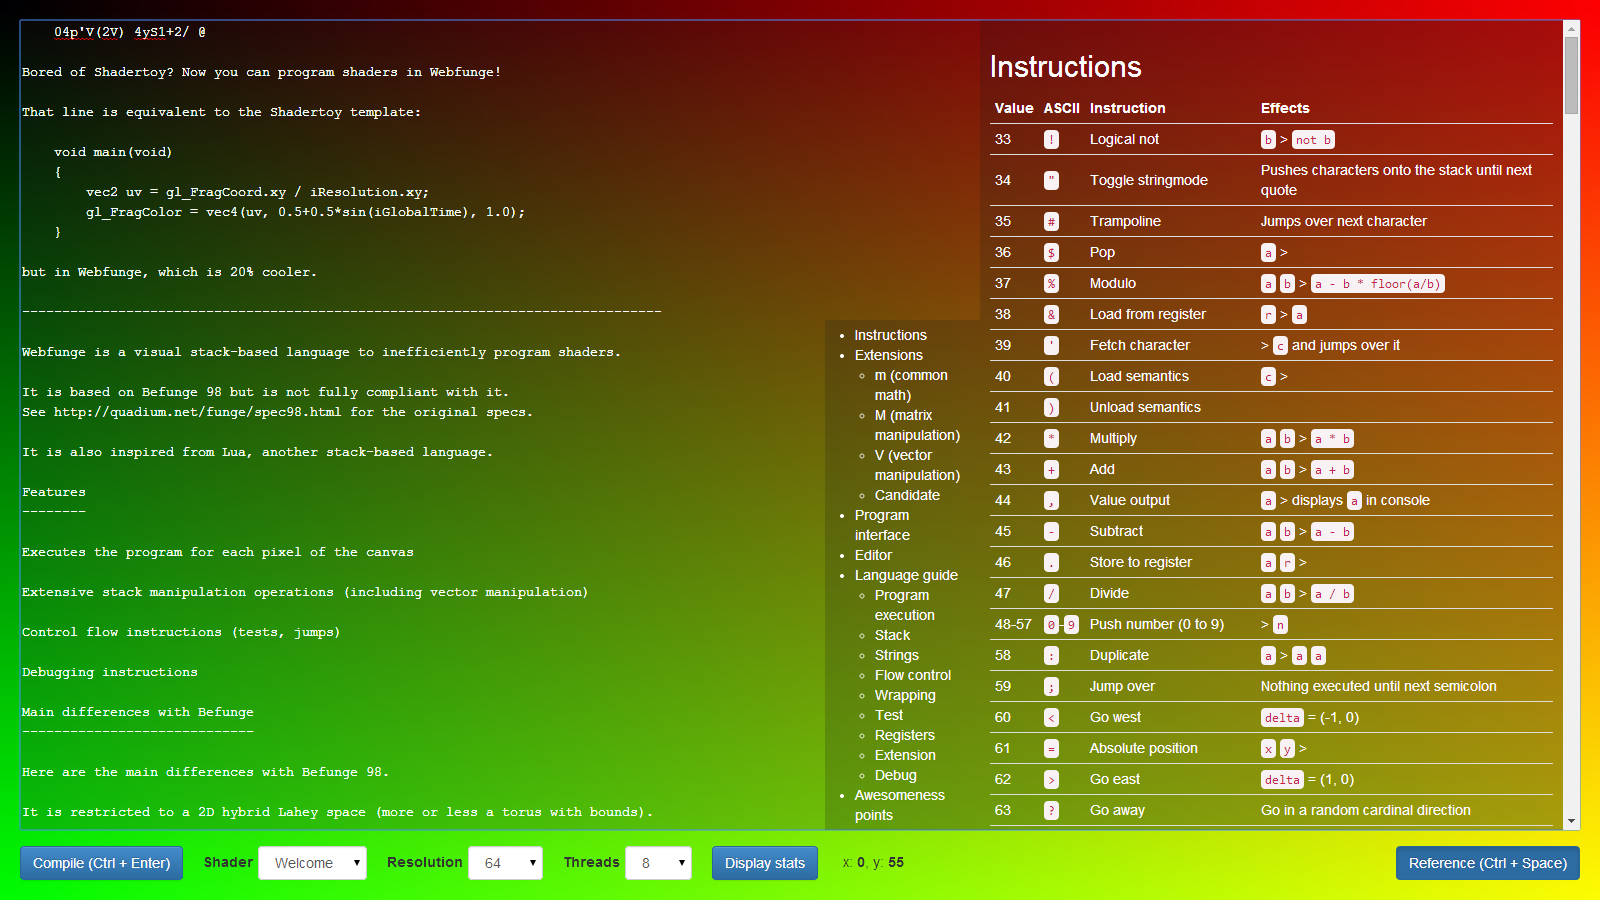 04p'V(2V) 4yS1+2/ @
Bored of Shadertoy? Now you can program shaders in Webfunge!
That line is equivalent to the Shadertoy template:
void main(void)
{
vec2 uv = gl_FragCoord.xy / iResolution.xy;
gl_FragColor = vec4(uv, 0.5+0.5*sin(iGlobalTime), 1.0);
}
but in Webfunge, which is 20% cooler.
--------------------------------------------------------------------------------
Webfunge is a visual stack-based language to inefficiently program shaders.
It is based on Befunge 98 but is not fully compliant with it.
See http://quadium.net/funge/spec98.html for the original specs.
It is also inspired from Lua, another stack-based language.
Features
--------
Executes the program for each pixel of the canvas
Extensive stack manipulation operations (including vector manipulation)
Control flow instructions (tests, jumps)
Debugging instructions
Main differences with Befunge
-----------------------------
Here are the main differences with Befunge 98.
It is restricted to a 2D hybrid Lahey space (more or less a torus with bounds).
• Instructions
• Extensions
◦ m (common
math)
◦ M (matrix
manipulation)
◦ V (vector
manipulation)
◦ Candidate
• Program
interface
• Editor
• Language guide
◦ Program
execution
◦ Stack
◦ Strings
◦ Flow control
◦ Wrapping
◦ Test
◦ Registers
◦ Extension
◦ Debug
• Awesomeness
points
Instructions
Value ASCII Instruction Effects
33 ! Logical not b > not b
34 " Toggle stringmode Pushes characters onto the stack until next
quote
35 # Trampoline Jumps over next character
36 $ Pop a >
37 % Modulo a b > a - b * floor(a/b)
38 & Load from register r > a
39 ' Fetch character > c and jumps over it
40 ( Load semantics c >
41 ) Unload semantics
42 * Multiply a b > a * b
43 + Add a b > a + b
44 , Value output a > displays a in console
45 - Subtract a b > a - b
46 . Store to register a r >
47 / Divide a b > a / b
48-57 0-9 Push number (0 to 9) > n
58 : Duplicate a > a a
59 ; Jump over Nothing executed until next semicolon
60 < Go west delta = (-1, 0)
61 = Absolute position x y >
62 > Go east delta = (1, 0)
63 ? Go away Go in a random cardinal direction
Compile (Ctrl + Enter) Shader Welcome Resolution 64 Threads 8 Display stats x: 0, y: 55 Reference (Ctrl + Space)